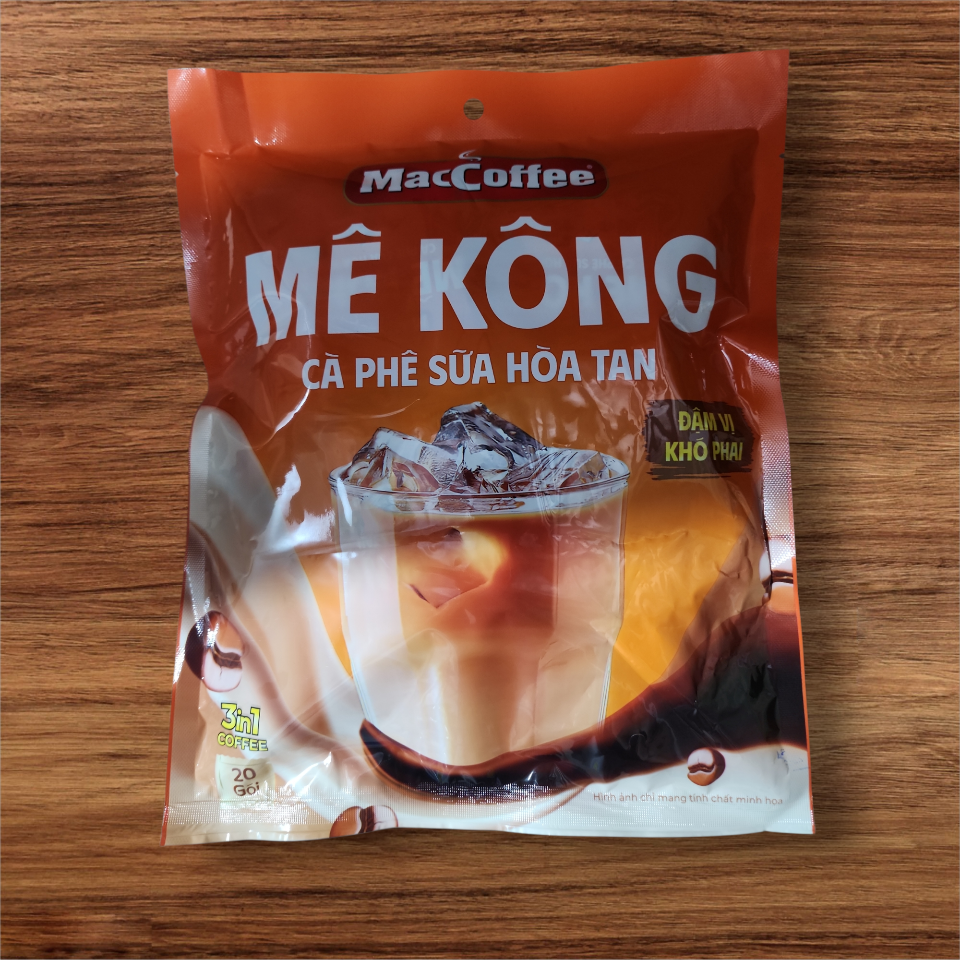 MacCoffee
MÊ KÔNG
CÀ PHÊ SỮA HÒA TAN
ĐẬM VỊ
KHÓ PHAI
3in1
COFFEE
20
GÓI
Hình ảnh chỉ mang tính chất minh họa